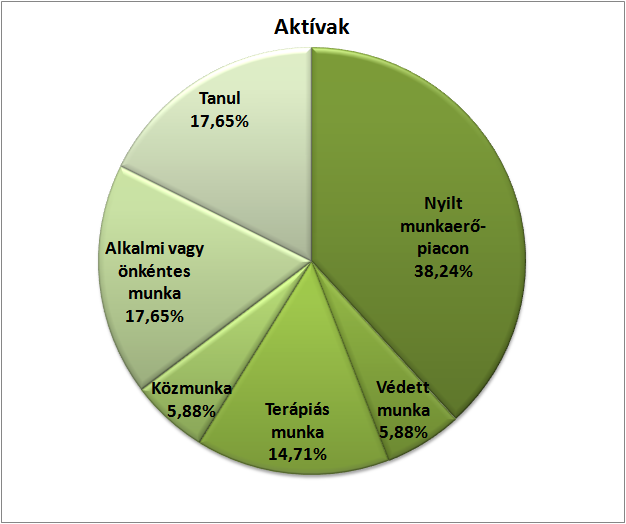 Aktívak
Tanul
17,65%
Nyilt
munkaerő-
piacon
38,24%
Alkalmi vagy
önkéntes
munka
17,65%
Közmunka
5,88%
Terápiás
munka
14,71%
Védett
munka
5,88%